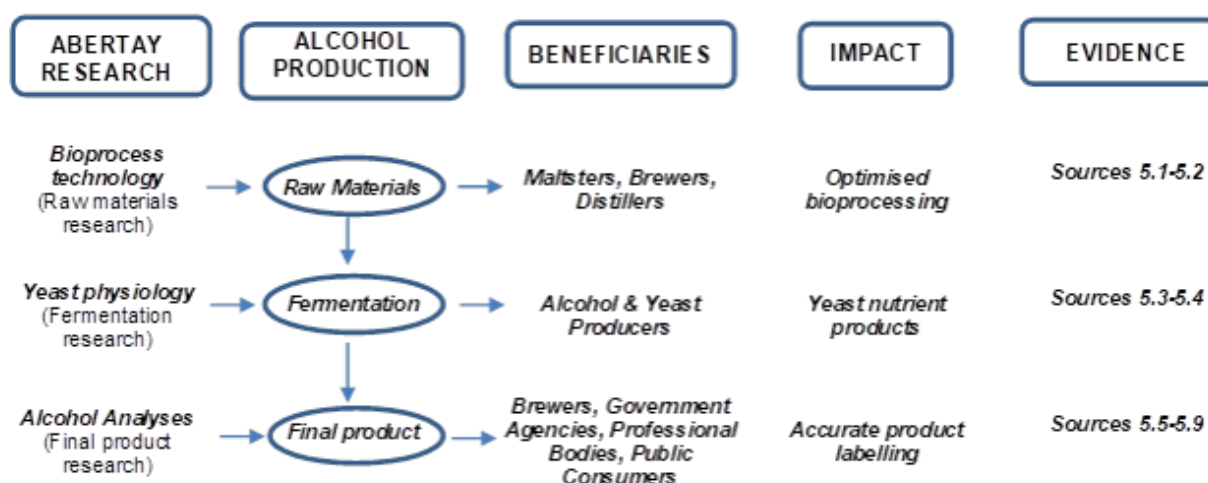 ABERTAY
RESEARCH
ALCOHOL
PRODUCTION
BENEFICIARIES
IMPACT
EVIDENCE
Bioprocess
technology
(Raw materials
research)
Raw Materials
Maltsters, Brewers,
Distillers
Optimised
bioprocessing
Sources 5.1-5.2
Yeast physiology
(Fermentation
research)
Fermentation
Alcohol & Yeast
Producers
Yeast nutrient
products
Sources 5.3-5.4
Alcohol Analyses
(Final product
research)
Final product
Brewers, Government
Agencies, Professional
Bodies, Public
Consumers
Accurate product
labelling
Sources 5.5-5.9